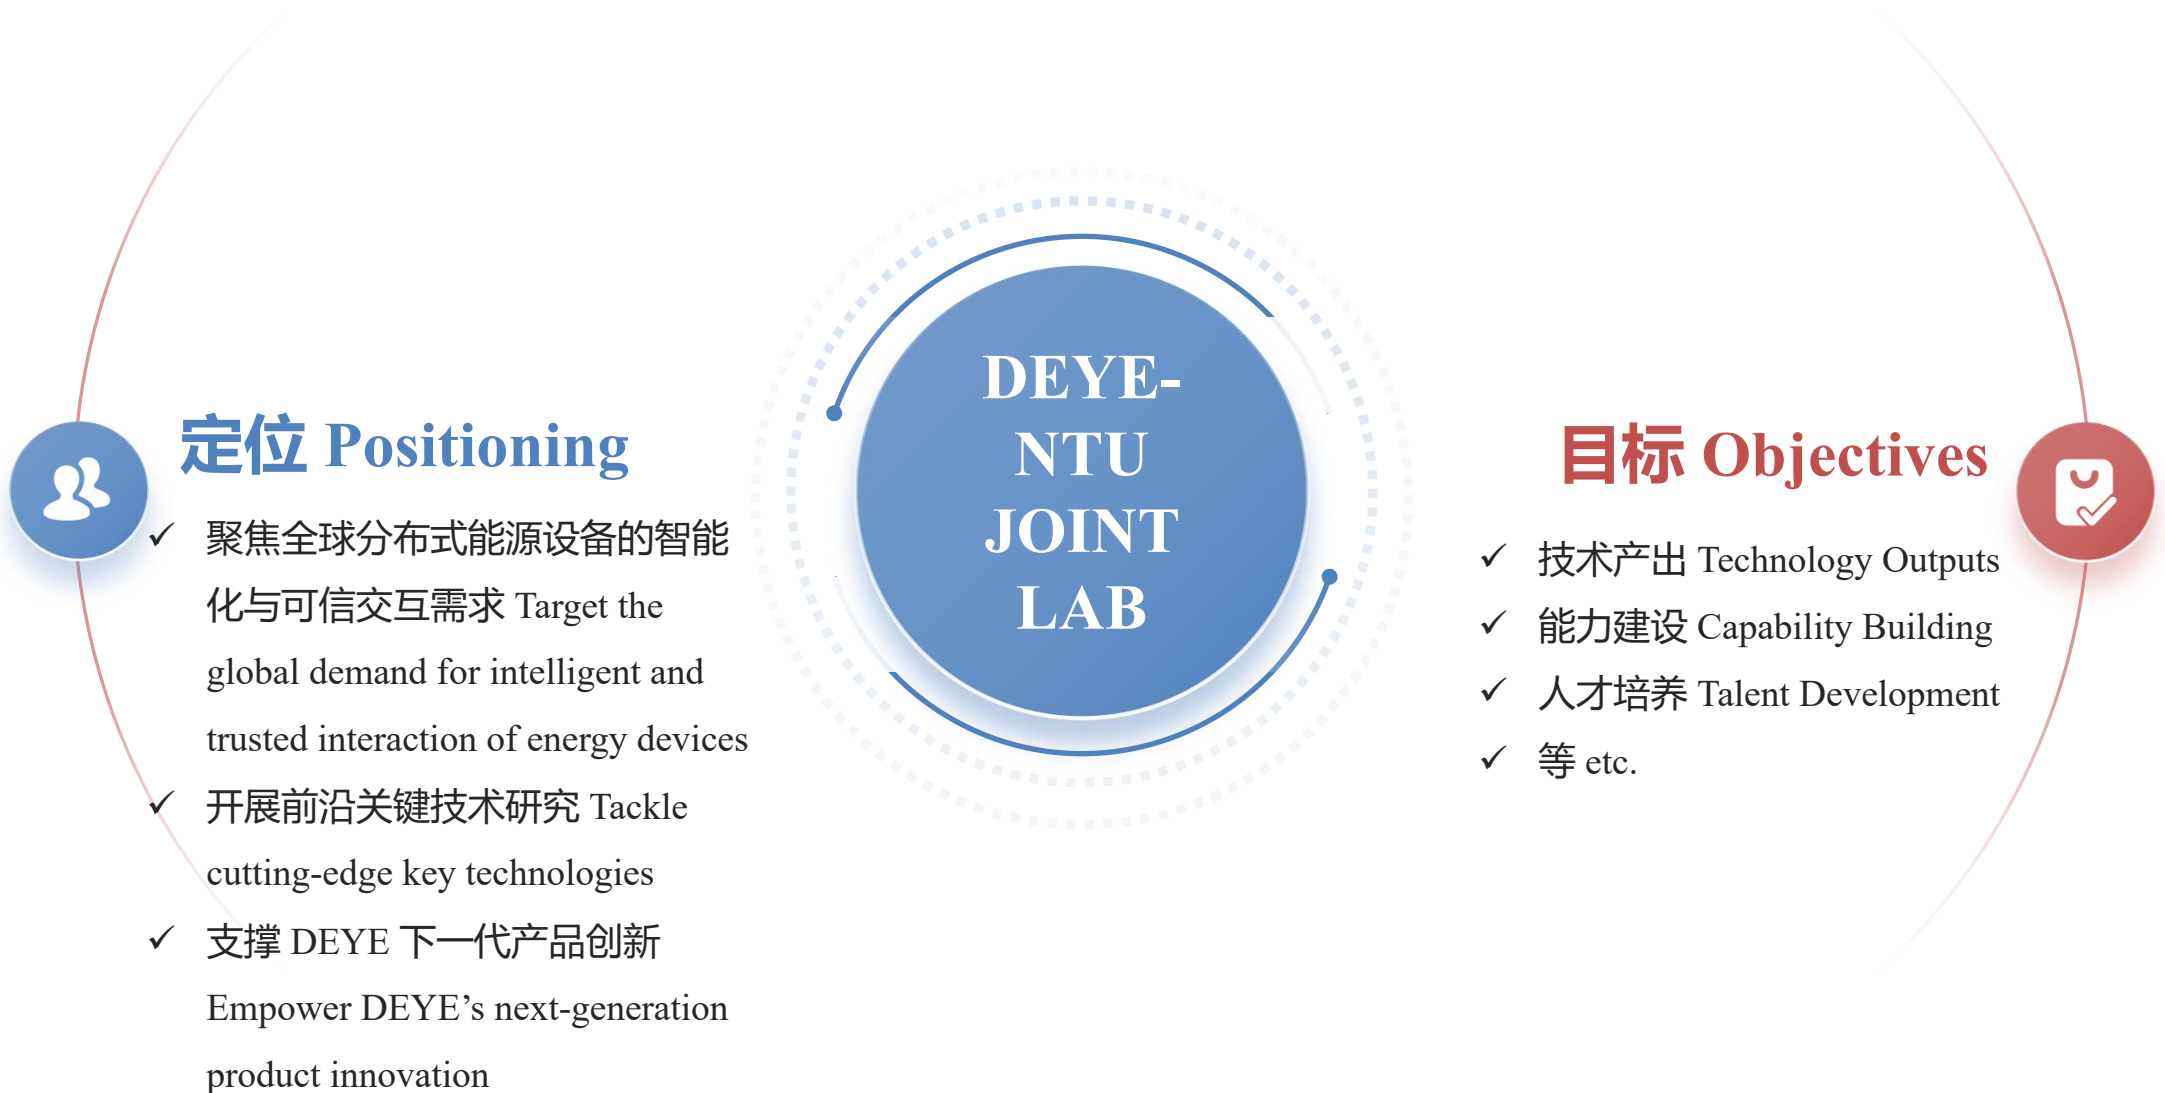 定位 Positioning
聚焦全球分布式能源设备的智能
化与可信交互需求 Target the
global demand for intelligent and
trusted interaction of energy devices
开展前沿关键技术研究 Tackle
cutting-edge key technologies
支撑 DEYE 下一代产品创新
Empower DEYE’s next-generation
product innovation
DEYE-
NTU
JOINT
LAB
目标 Objectives
技术产出 Technology Outputs
能力建设 Capability Building
人才培养 Talent Development
等 etc.